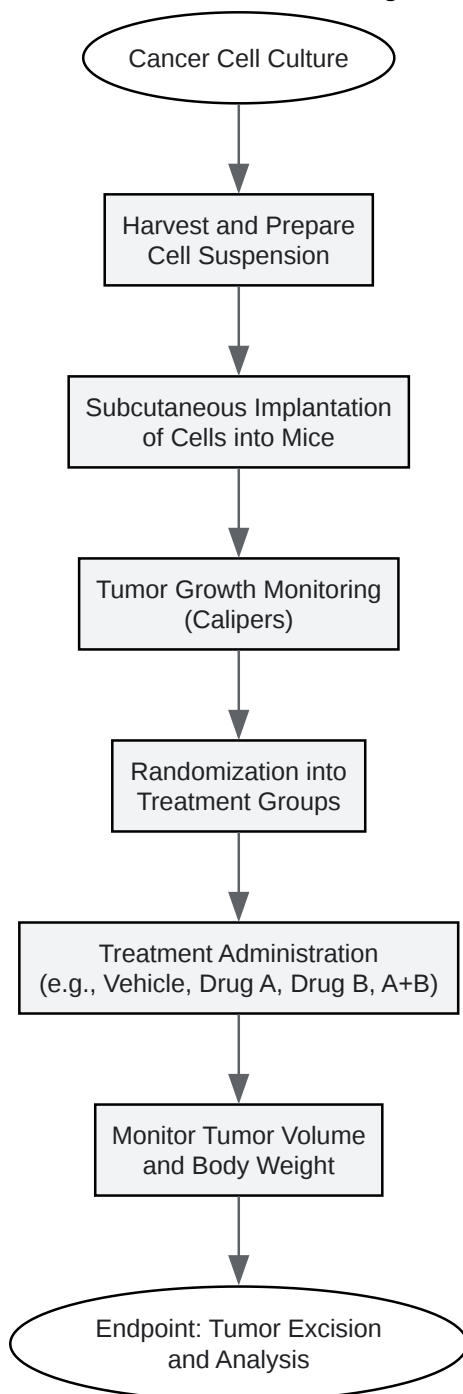 Cancer Cell Culture
Harvest and Prepare
Cell Suspension
Subcutaneous Implantation
of Cells into Mice
Tumor Growth Monitoring
(Calipers)
Randomization into
Treatment Groups
Treatment Administration
(e.g., Vehicle, Drug A, Drug B, A+B)
Monitor Tumor Volume
and Body Weight
Endpoint: Tumor Excision
and Analysis